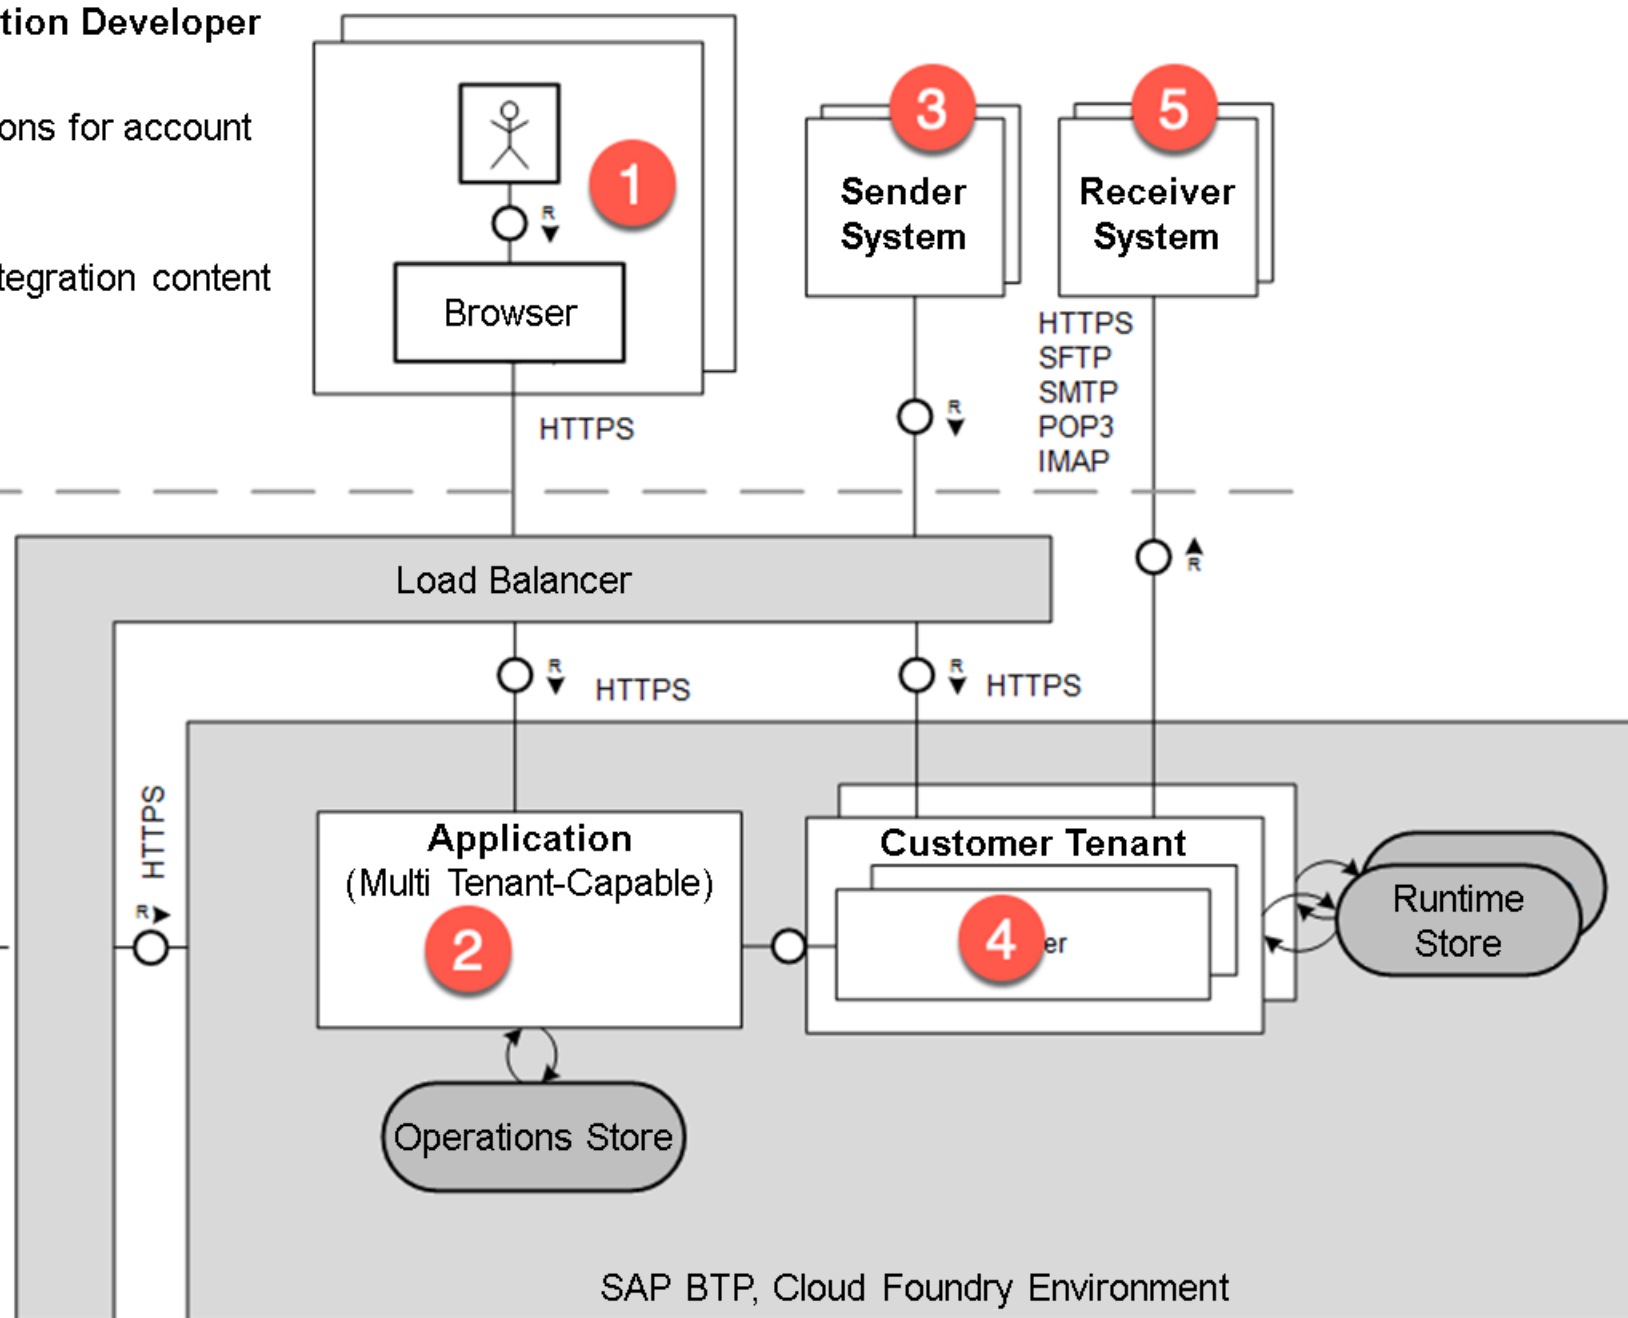 tion Developer
ons for account
tegration content
1
Browser
HTTPS
R
3
Sender
System
R
5
Receiver
System
HTTPS
SFTP
SMTP
POP3
IMAP
R
Load Balancer
R
HTTPS
R
HTTPS
HTTPS
R
Application
(Multi Tenant-Capable)
2
Customer Tenant
4
er
Runtime
Store
Operations Store
SAP BTP, Cloud Foundry Environment